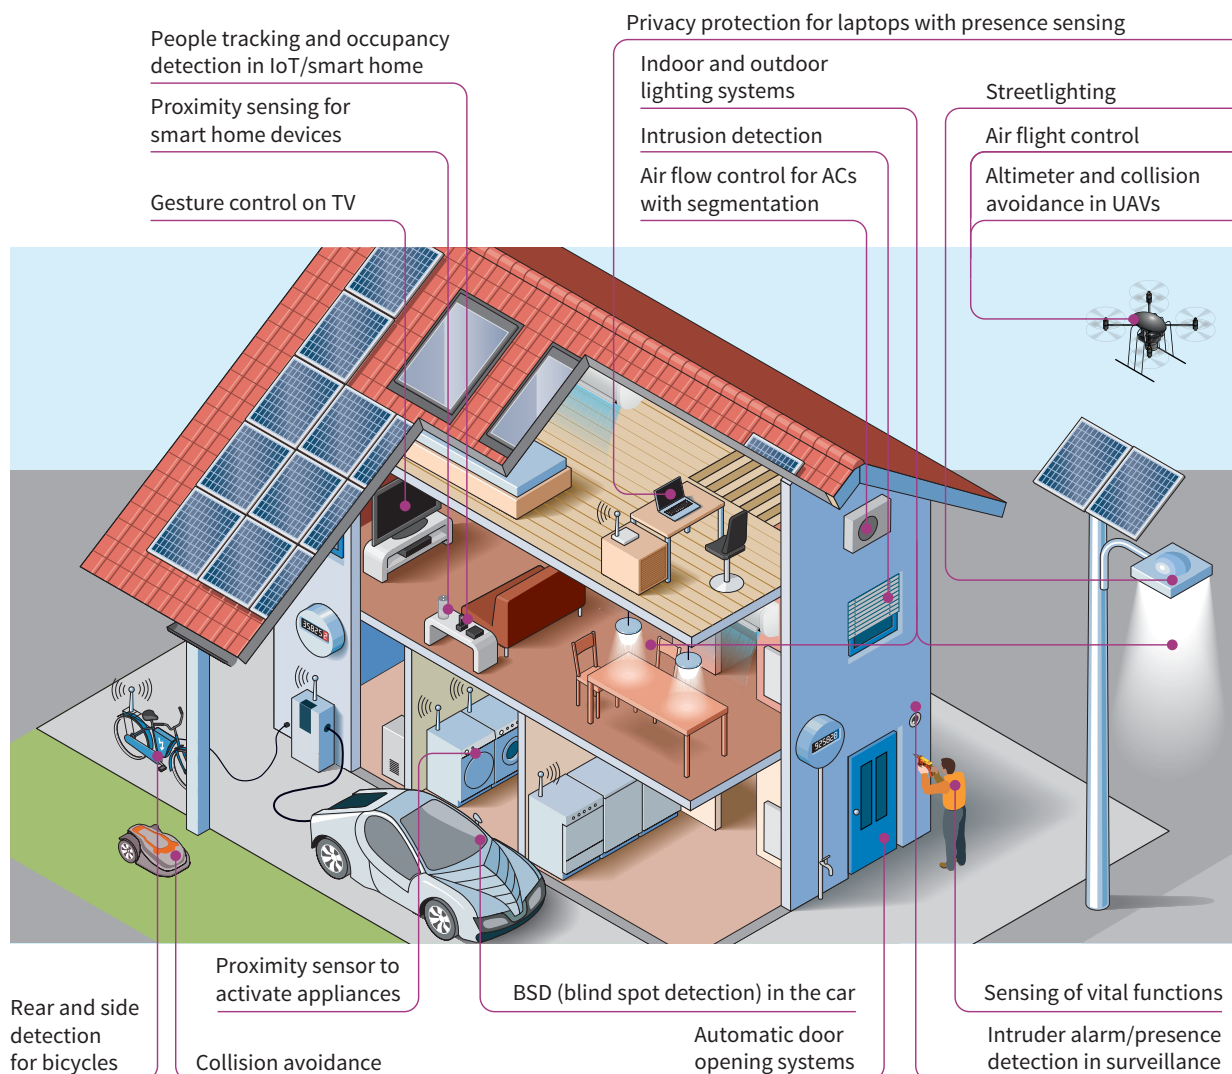 Privacy protection for laptops with presence sensing
People tracking and occupancy
detection in IoT/smart home
Indoor and outdoor
lighting systems
Streetlighting
Proximity sensing for
smart home devices
Intrusion detection
Air flight control
Air flow control for ACs
with segmentation
Altimeter and collision
avoidance in UAVs
Gesture control on TV
Proximity sensor to
activate appliances
BSD (blind spot detection) in the car
Sensing of vital functions
Rear and side
detection
for bicycles
Collision avoidance
Automatic door
opening systems
Intruder alarm/presence
detection in surveillance